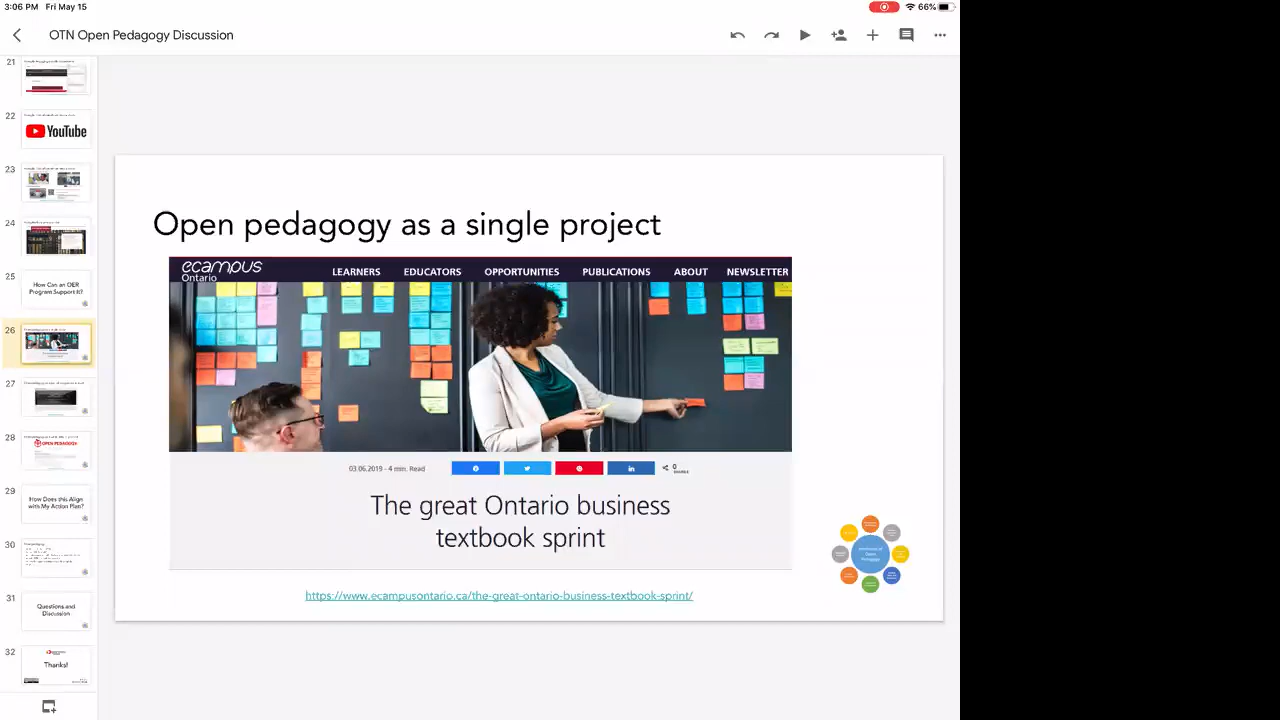 3:06 PM Fri May 15
66%
OTN Open Pedagogy Discussion
21
22
YouTube
23
24
25
How Can an OER
Program Support It?
26
27
28
OPEN PEDAGOGY
29
How Does this Align
with My Action Plan?
30
31
Questions and
Discussion
32
Thanks!
Open pedagogy as a single project
ecampus
Ontario
LEARNERS EDUCATORS OPPORTUNITIES PUBLICATIONS ABOUT NEWSLETTER
03.06.2019 - 4 min. Read
0
SHARES
The great Ontario business
textbook sprint
https://www.ecampusontario.ca/the-great-ontario-business-textbook-sprint/